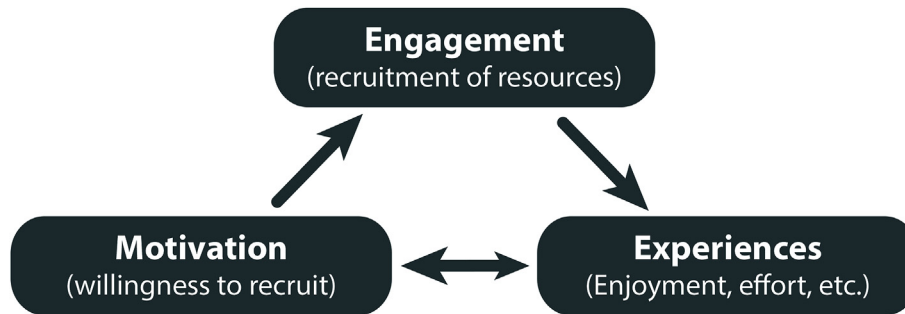 Engagement
(recruitment of resources)
Motivation
(willingness to recruit)
Experiences
(Enjoyment, effort, etc.)